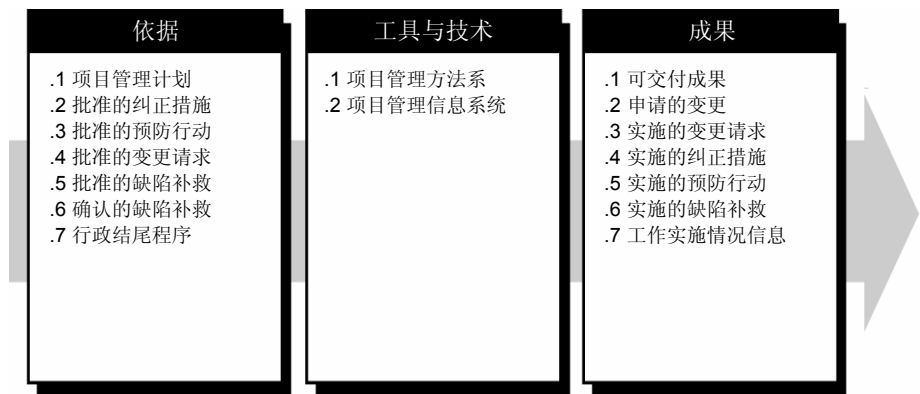 依据
.1 项目管理计划
.2 批准的纠正措施
.3 批准的预防行动
.4 批准的变更请求
.5 批准的缺陷补救
.6 确认的缺陷补救
.7 行政结尾程序
工具与技术
.1 项目管理方法系
.2 项目管理信息系统
成果
.1 可交付成果
.2 申请的变更
.3 实施的变更请求
.4 实施的纠正措施
.5 实施的预防行动
.6 实施的缺陷补救
.7 工作实施情况信息